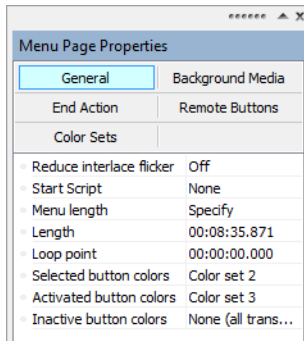 Menu Page Properties
General Background Media
End Action Remote Buttons
Color Sets
Reduce interlace flicker Off
Start Script None
Menu length Specify
Length 00:08:35.871
Loop point 00:00:00.000
Selected button colors Color set 2
Activated button colors Color set 3
Inactive button colors None (all trans...